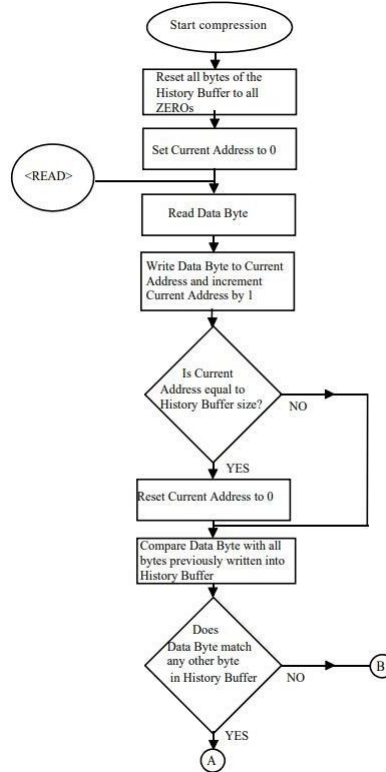 Start compression
Reset all bytes of the
History Buffer to all
ZEROs
Set Current Address to 0
<READ>
Read Data Byte
Write Data Byte to Current
Address and increment
Current Address by 1
Is Current
Address equal to
History Buffer size?
NO
YES
Reset Current Address to 0
Compare Data Byte with all
bytes previously written into
History Buffer
Does
Data Byte match
any other byte
in History Buffer
NO
B
YES
A